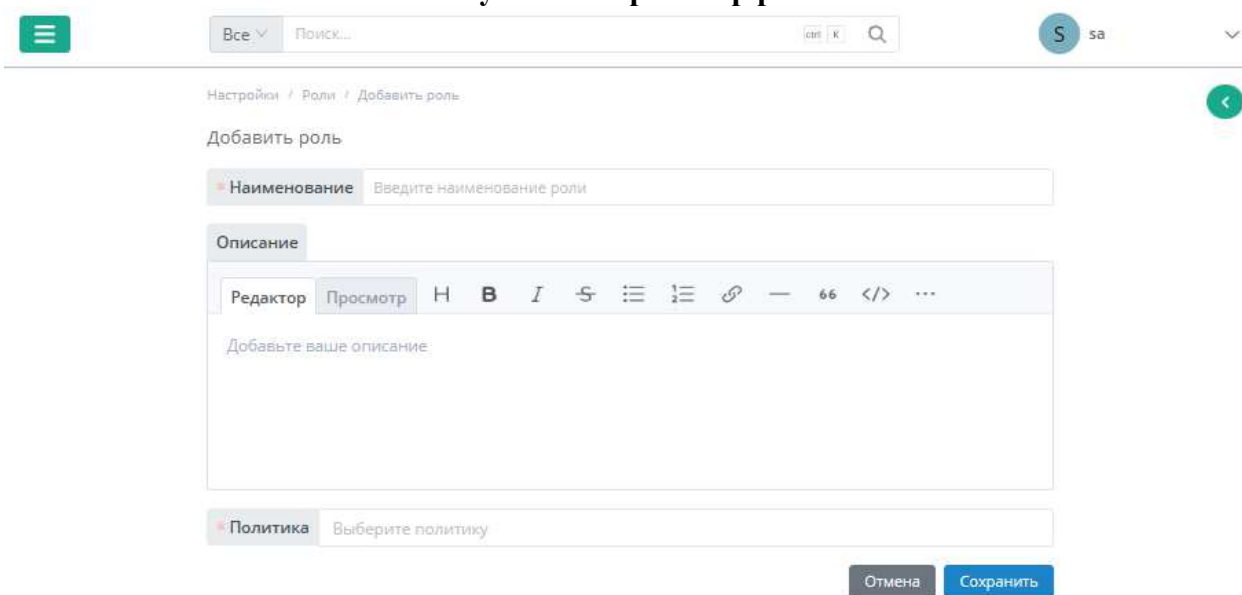 Все Поиск... ctrl K S sa
Настройки / Роли / Добавить роль
Добавить роль
* Наименование Введите наименование роли
Описание
Редактор Просмотр H B I S 66 </> ...
Добавьте ваше описание
* Политика Выберите политику
Отмена Сохранить